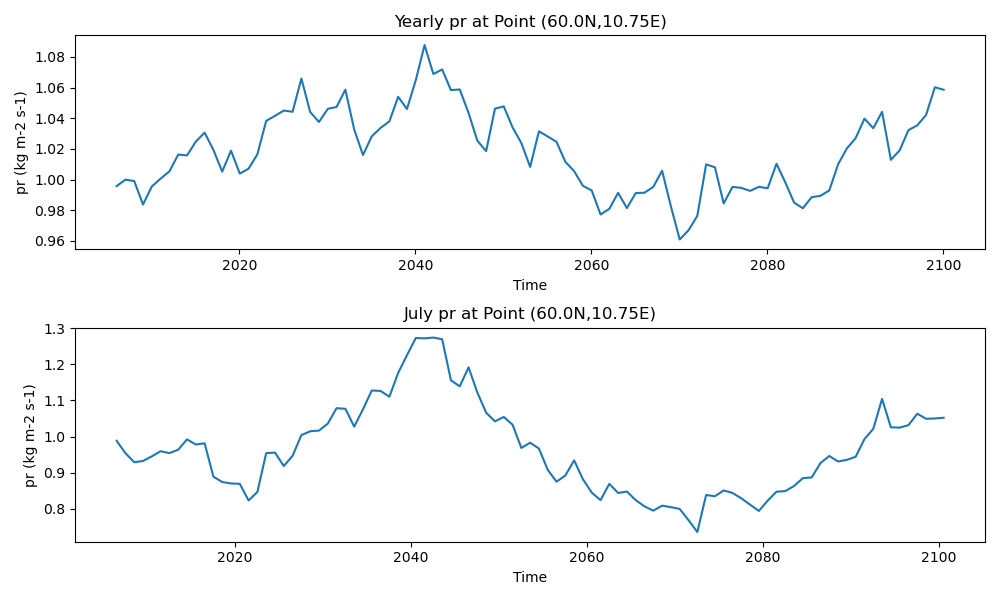 Yearly pr at Point (60.0N,10.75E)
pr (kg m-2 s-1)
1.08
1.06
1.04
1.02
1.00
0.98
0.96
2020 2040 2060 2080 2100
Time
July pr at Point (60.0N,10.75E)
pr (kg m-2 s-1)
1.3
1.2
1.1
1.0
0.9
0.8
2020 2040 2060 2080 2100
Time